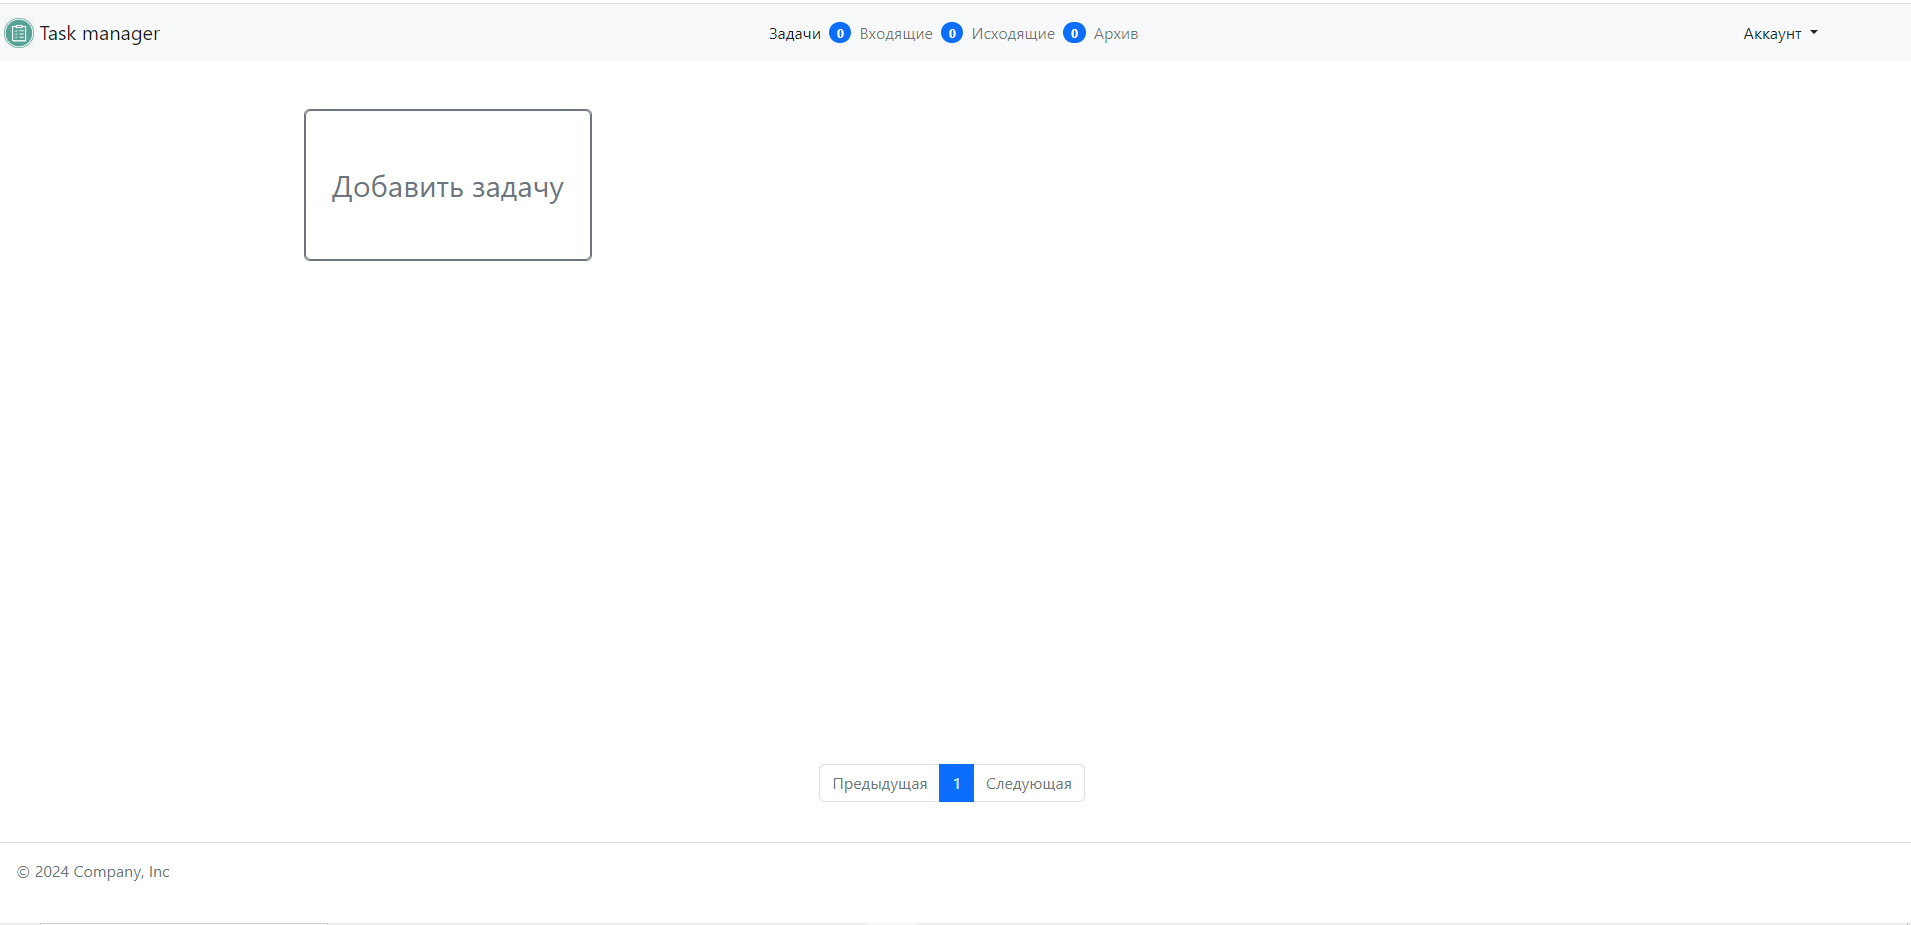 Task manager
Задачи 0 Входящие 0 Исходящие 0 Архив
Аккаунт
Добавить задачу
Предыдущая 1 Следующая
© 2024 Company, Inc